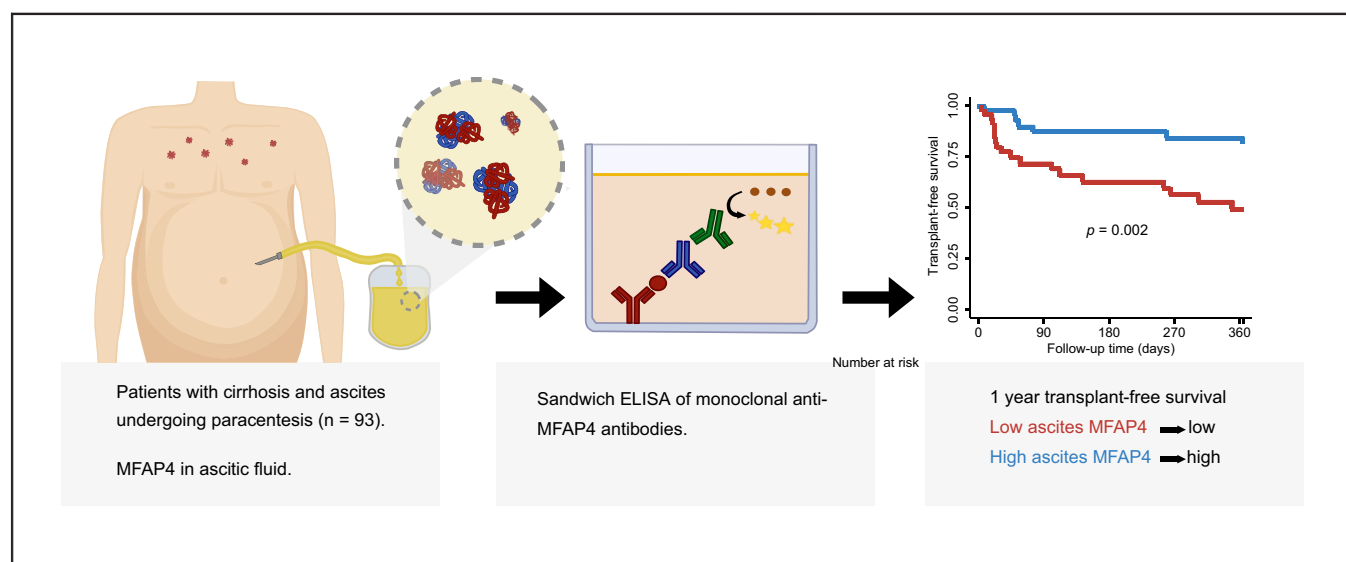 Patients with cirrhosis and ascites
undergoing paracentesis (n = 93).
MFAP4 in ascitic fluid.
Sandwich ELISA of monoclonal anti-
MFAP4 antibodies.
Transplant-free survival
1.00
0.75
0.50
0.25
0.00
p = 0.002
0 90 180 270 360
Follow-up time (days)
Number at risk
1 year transplant-free survival
Low ascites MFAP4 low
High ascites MFAP4 high